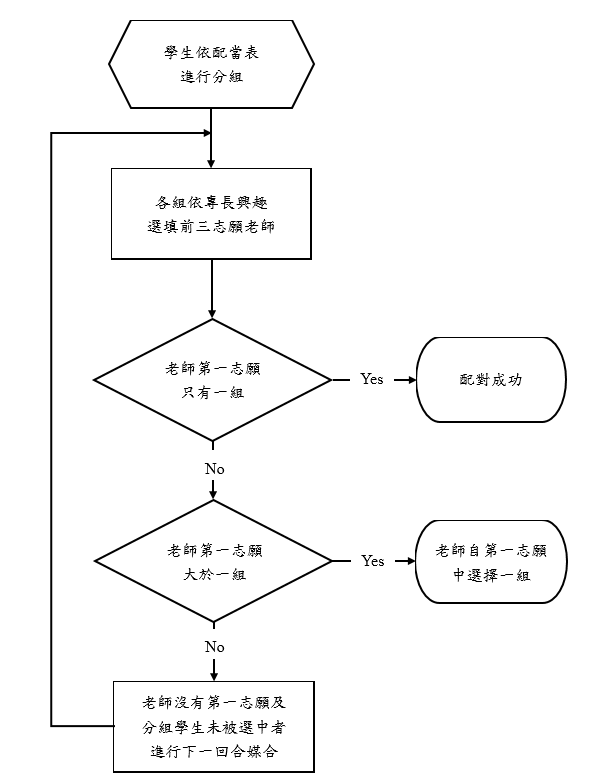 學生依配當表
進行分組
各組依專長興趣
選填前三志願老師
老師第一志願
只有一組
Yes
配對成功
No
老師第一志願
大於一組
Yes
老師自第一志願
中選擇一組
No
老師沒有第一志願及
分組學生未被選中者
進行下一回合媒合